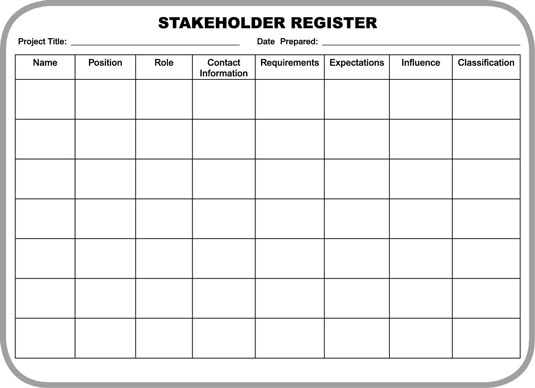 STAKEHOLDER REGISTER
Project Title: Date Prepared:
Name Position Role Contact Information Requirements Expectations Influence Classification